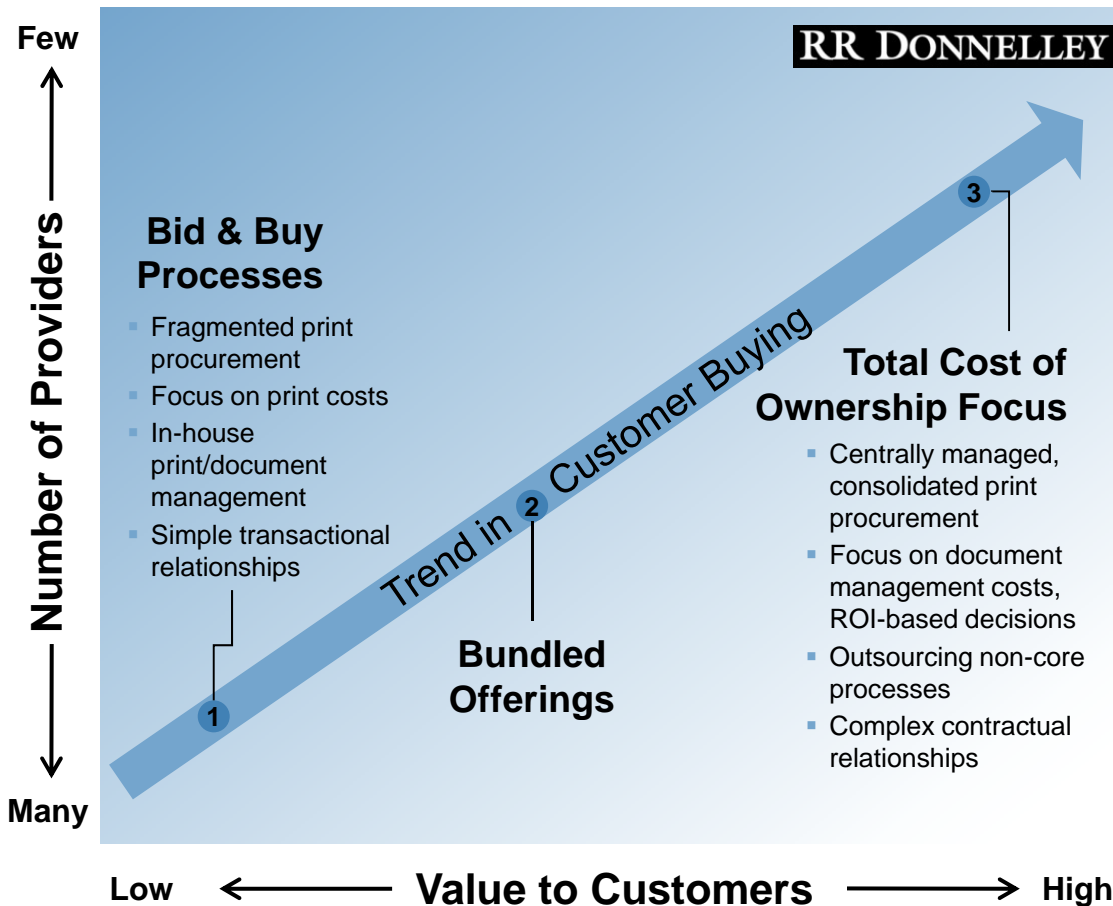 Few
RR DONNELLEY
Number of Providers
Many
Bid & Buy
Processes
▪ Fragmented print
procurement
▪ Focus on print costs
▪ In-house
print/document
management
▪ Simple transactional
relationships
1
Trend in 2 Customer Buying
Bundled
Offerings
3
Total Cost of
Ownership Focus
▪ Centrally managed,
consolidated print
procurement
▪ Focus on document
management costs,
ROI-based decisions
▪ Outsourcing non-core
processes
▪ Complex contractual
relationships
Low Value to Customers High